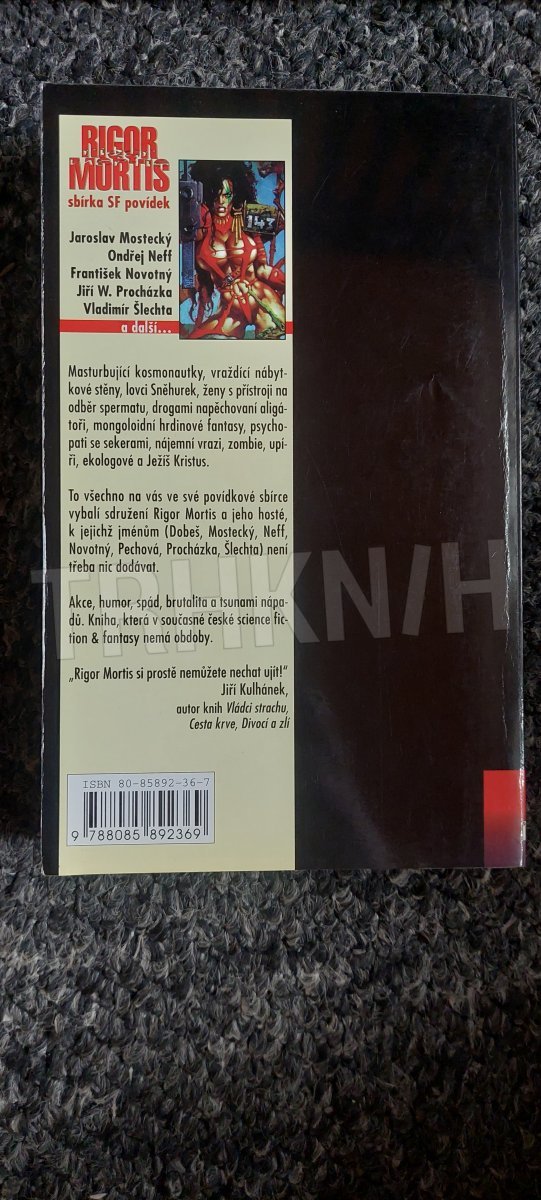 RIGOR
MORTIS
sbírka SF povídek
Jaroslav Mostecký
Ondřej Neff
František Novotný
Jiří W. Procházka
Vladimír Šlechta
a další...
143
Masturbující kosmonautky, vraždící nábyt-
kové stěny, lovci Sněhurek, ženy s přístroji na
odběr spermatu, drogami napěchovaní aligá-
toři, mongoloidní hrdinové fantasy, psycho-
pati se sekerami, nájemní vrazi, zombie, upí-
ři, ekologové a Ježíš Kristus.
To všechno na vás ve své povídkové sbírce
vybalí sdružení Rigor Mortis a jeho hosté,
k jejichž jménům (Dobeš, Mostecký, Neff,
Novotný, Pechová, Procházka, Šlechta) není
třeba nic dodávat.
TRHKNIH
Akce, humor, spád, brutalita a tsunami nápa-
dů. Kniha, která v současné české science fic-
tion & fantasy nemá obdoby.
„Rigor Mortis si prostě nemůžete nechat ujít!“
Jiří Kulhánek,
autor knih Vládci strachu,
Cesta krve, Divocí a zlí
ISBN 80-85892-36-7
9 788085 892369